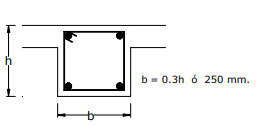 h
b = 0.3h ó 250 mm.
b